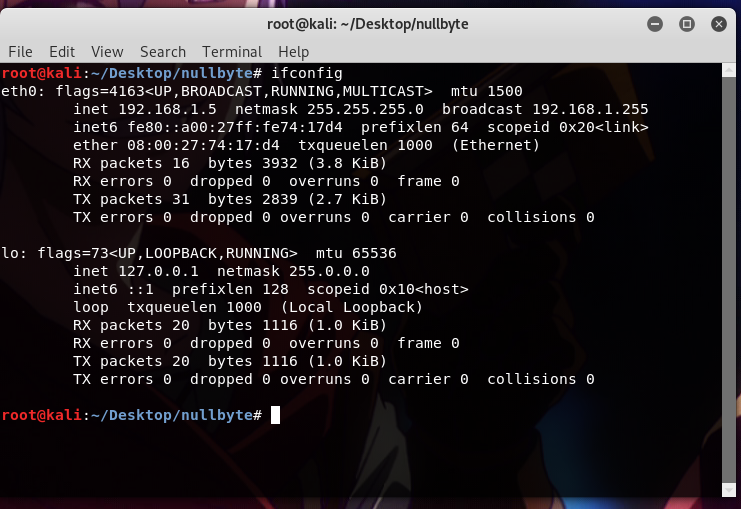 root@kali: ~/Desktop/nullbyte
File Edit View Search Terminal Help
root@kali:~/Desktop/nullbyte# ifconfig
eth0: flags=4163<UP,BROADCAST,RUNNING,MULTICAST>  mtu 1500
        inet 192.168.1.5  netmask 255.255.255.0  broadcast 192.168.1.255
        inet6 fe80::a00:27ff:fe74:17d4  prefixlen 64  scopeid 0x20<link>
        ether 08:00:27:74:17:d4  txqueuelen 1000  (Ethernet)
        RX packets 16  bytes 3932 (3.8 KiB)
        RX errors 0  dropped 0  overruns 0  frame 0
        TX packets 31  bytes 2839 (2.7 KiB)
        TX errors 0  dropped 0 overruns 0  carrier 0  collisions 0

lo: flags=73<UP,LOOPBACK,RUNNING>  mtu 65536
        inet 127.0.0.1  netmask 255.0.0.0
        inet6 ::1  prefixlen 128  scopeid 0x10<host>
        loop  txqueuelen 1000  (Local Loopback)
        RX packets 20  bytes 1116 (1.0 KiB)
        RX errors 0  dropped 0  overruns 0  frame 0
        TX packets 20  bytes 1116 (1.0 KiB)
        TX errors 0  dropped 0 overruns 0  carrier 0  collisions 0

root@kali:~/Desktop/nullbyte#